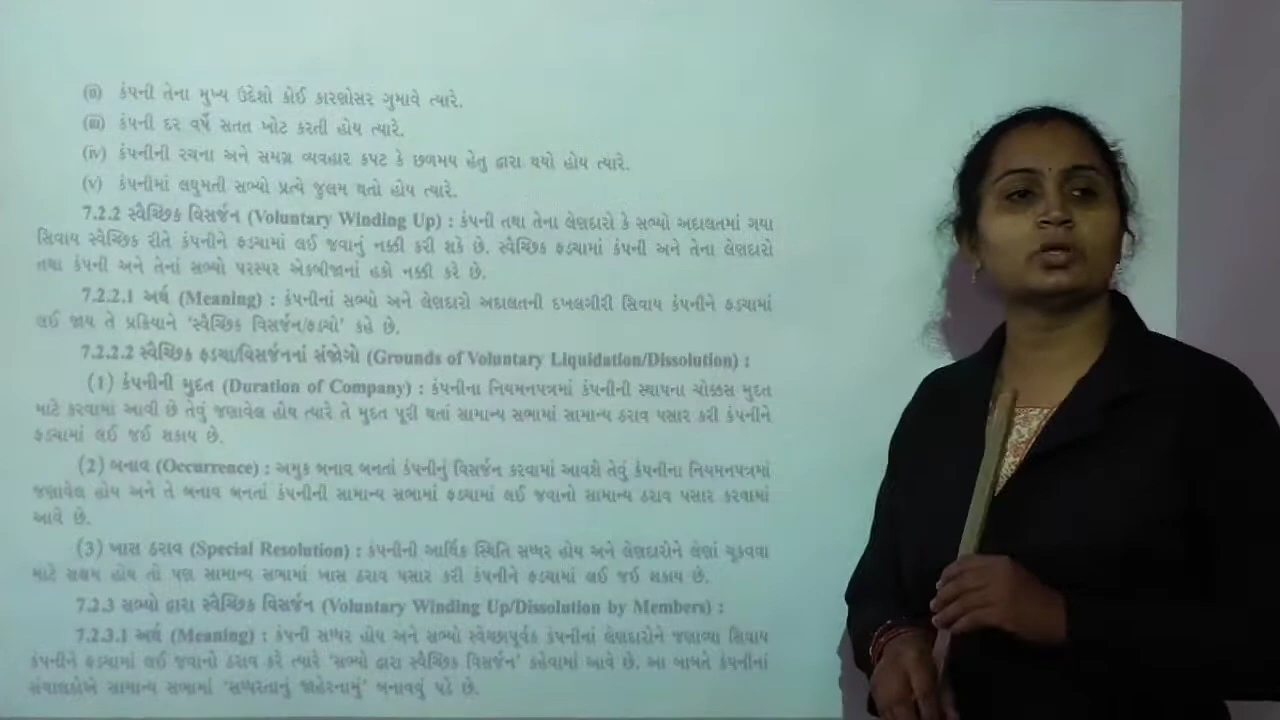 (ii) કંપની તેના મુખ્ય ઉદેશો કોઈ કારણોસર ગુમાવે ત્યારે.
(iii) કંપની દર વર્ષે સતત ખોટ કરતી હોય ત્યારે.
(iv) કંપનીની રચના અને સમગ્ર વ્યવહાર કપટ કે છળમય હેતુ દ્વારા થયો હોય ત્યારે.
(v) કંપનીમાં લઘુમતી સભ્યો પ્રત્યે જુલમ થતો હોય ત્યારે.
7.2.2 સ્વૈચ્છિક વિસર્જન (Voluntary Winding Up) : કંપની તથા તેના લેણદારો કે સભ્યો અદાલતમાં ગયા
સિવાય સ્વૈચ્છિક રીતે કંપનીને ફડચામાં લઈ જવાનું નક્કી કરી શકે છે. સ્વૈચ્છિક ફડચામાં કંપની અને તેના લેણદારો
તથા કંપની અને તેનાં સભ્યો પરસ્પર એકબીજાનાં હકો નક્કી કરે છે.
7.2.2.1 અર્થ (Meaning) : કંપનીનાં સભ્યો અને લેણદારો અદાલતની દખલગીરી સિવાય કંપનીને ફડચામાં
લઈ જાય તે પ્રક્રિયાને ‘સ્વૈચ્છિક વિસર્જન/ફડચો’ કહે છે.
7.2.2.2 સ્વૈચ્છિક ફડચા/વિસર્જનનાં સંજોગો (Grounds of Voluntary Liquidation/Dissolution) :
(1) કંપનીની મુદત (Duration of Company) : કંપનીના નિયમનપત્રમાં કંપનીની સ્થાપના ચોક્કસ મુદત
માટે કરવામાં આવી છે તેવું જણાવેલ હોય ત્યારે તે મુદત પૂરી થતાં સામાન્ય સભામાં સામાન્ય ઠરાવ પસાર કરી કંપનીને
ફડચામાં લઈ જઈ શકાય છે.
(2) બનાવ (Occurrence) : અમુક બનાવ બનતાં કંપનીનું વિસર્જન કરવામાં આવશે તેવું કંપનીના નિયમનપત્રમાં
જણાવેલ હોય અને તે બનાવ બનતાં કંપનીની સામાન્ય સભામાં ફડચામાં લઈ જવાનો સામાન્ય ઠરાવ પસાર કરવામાં
આવે છે.
(3) ખાસ ઠરાવ (Special Resolution) : કંપનીની આર્થિક સ્થિતિ સધ્ધર હોય અને લેણદારોને લેણાં ચૂકવવા
માટે સક્ષમ હોય તો પણ સામાન્ય સભામાં ખાસ ઠરાવ પસાર કરી કંપનીને ફડચામાં લઈ જઈ શકાય છે.
7.2.3 સભ્યો દ્વારા સ્વૈચ્છિક વિસર્જન (Voluntary Winding Up/Dissolution by Members) :
7.2.3.1 અર્થ (Meaning) : કંપની સધ્ધર હોય અને સભ્યો સ્વેચ્છાપૂર્વક કંપનીનાં લેણદારોને જણાવ્યા સિવાય
કંપનીને ફડચામાં લઈ જવાનો ઠરાવ કરે ત્યારે ‘સભ્યો દ્વારા સ્વૈચ્છિક વિસર્જન’ કહેવામાં આવે છે. આ બાબતે કંપનીનાં
સંચાલકોએ સામાન્ય સભામાં ‘સધ્ધરતાનું જાહેરનામું’ બનાવવું પડે છે.